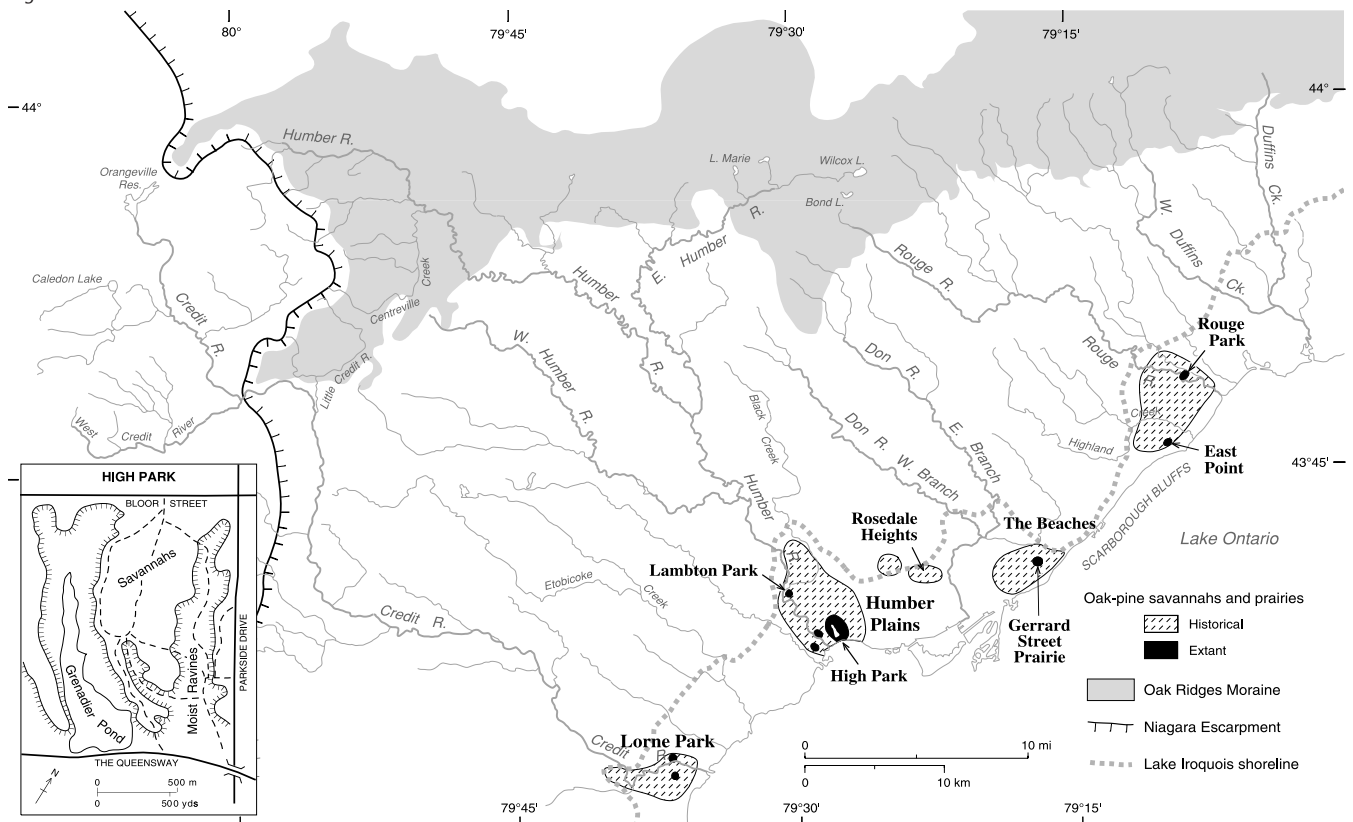 80°
79°45'
79°30'
79°15'
44°
44°
Humber R.
Orangeville
Res.
L. Marie
Wilcox L.
Bond L.
Duffins
Ck.
W.
Duffins
Ck.
E.
Humber
R.
Caledon Lake
Credit
R.
Centreville
Creek
Humber
R.
Rouge
R.
Rouge
R.
Rouge
Park
W.
Humber
R.
Little
Credit R.
Don
R.
E.
Branch
Don
R.
W.
Branch
Black
Creek
West
Credit
River
Highland
Creek
East
Point
43°45'
SCARBOROUGH BLUFFS
Humber
Rosedale
Heights
The Beaches
Lake Ontario
Lambton Park
Etobicoke
Creek
Humber
Plains
High Park
Gerrard
Street
Prairie
Credit
R.
Lorne Park
Credit
R.
HIGH PARK
BLOOR
STREET
Savannahs
Grenadier
Pond
Moist Ravines
PARKSIDE DRIVE
THE QUEENSWAY
N
0
500 m
0
500 yds
Oak-pine savannahs and prairies
Historical
Extant
Oak Ridges Moraine
Niagara Escarpment
Lake Iroquois shoreline
0
10 mi
0
10 km
79°45'
79°30'
79°15'